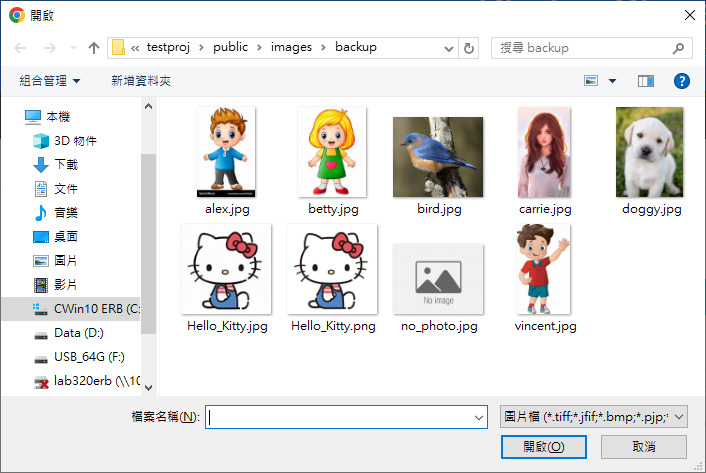 開啟
« testproj › public › images › backup
搜尋 backup
組合管理
新增資料夾
本機
3D 物件
下載
文件
音樂
桌面
圖片
影片
CWin10 ERB (C:
Data (D:)
USB_64G (F:)
lab320erb (\\10
alex.jpg
betty.jpg
bird.jpg
carrie.jpg
doggy.jpg
Hello_Kitty.jpg
Hello_Kitty.png
No image
no_photo.jpg
vincent.jpg
檔案名稱(N):
圖片檔 (*.tiff;*.jfif;*.bmp;*.pjp;*
開啟(O)
取消